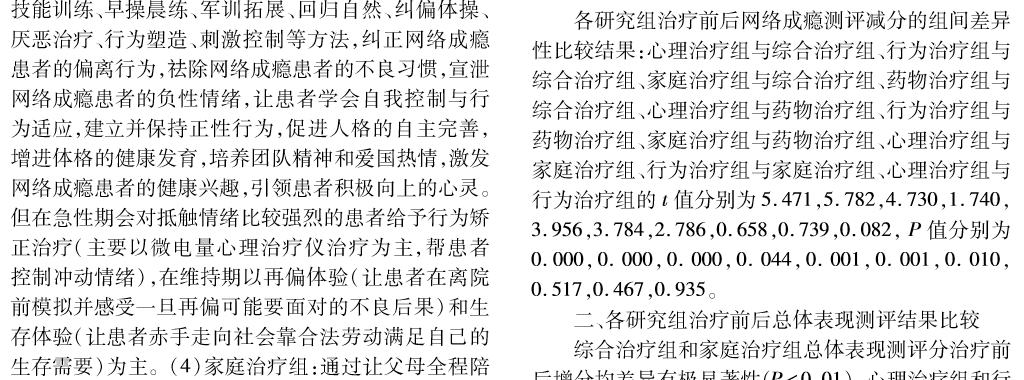 技能训练、早操晨练、军训拓展、回归自然、纠偏体操、
厌恶治疗、行为塑造、刺激控制等方法,纠正网络成瘾
患者的偏离行为,祛除网络成瘾患者的不良习惯,宣泄
网络成瘾患者的负性情绪,让患者学会自我控制与行
为适应,建立并保持正性行为,促进人格的自主完善,
增进体格的健康发育,培养团队精神和爱国热情,激发
网络成瘾患者的健康兴趣,引领患者积极向上的心灵。
但在急性期会对抵触情绪比较强烈的患者给予行为矫
正治疗(主要以微电量心理治疗仪治疗为主,帮患者
控制冲动情绪),在维持期以再偏体验(让患者在离院
前模拟并感受一旦再偏可能要面对的不良后果)和生
存体验(让患者赤手走向社会靠合法劳动满足自己的
生存需要)为主。(4)家庭治疗组:通过让父母全程陪
各研究组治疗前后网络成瘾测评减分的组间差异
性比较结果:心理治疗组与综合治疗组、行为治疗组与
综合治疗组、家庭治疗组与综合治疗组、药物治疗组与
综合治疗组、心理治疗组与药物治疗组、行为治疗组与
药物治疗组、家庭治疗组与药物治疗组、心理治疗组与
家庭治疗组、行为治疗组与家庭治疗组、心理治疗组与
行为治疗组的 t 值分别为 5.471,5.782,4.730,1.740,
3.956,3.784,2.786,0.658,0.739,0.082, P 值分别为
0.000, 0.000, 0.000, 0.044, 0.001, 0.001, 0.010,
0.517,0.467,0.935。
二、各研究组治疗前后总体表现测评结果比较
综合治疗组和家庭治疗组总体表现测评分治疗前
后增分均差异有极显著性(P<0.01),心理治疗组和行